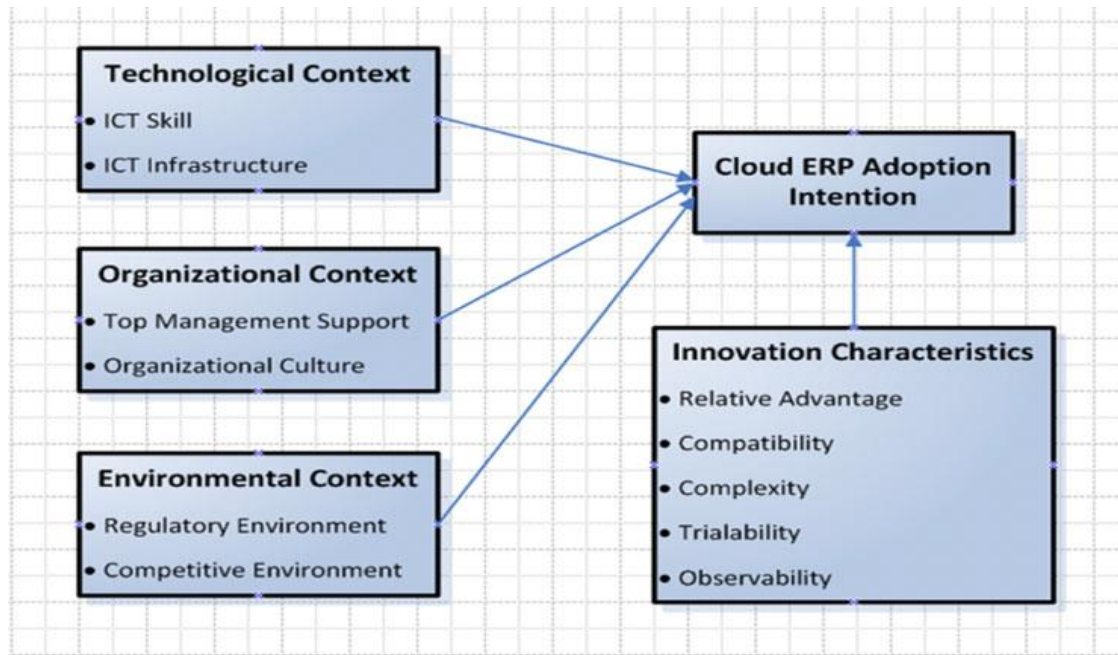 Technological Context
• ICT Skill
• ICT Infrastructure
Organizational Context
• Top Management Support
• Organizational Culture
Environmental Context
• Regulatory Environment
• Competitive Environment
Cloud ERP Adoption
Intention
Innovation Characteristics
• Relative Advantage
• Compatibility
• Complexity
• Trialability
• Observability